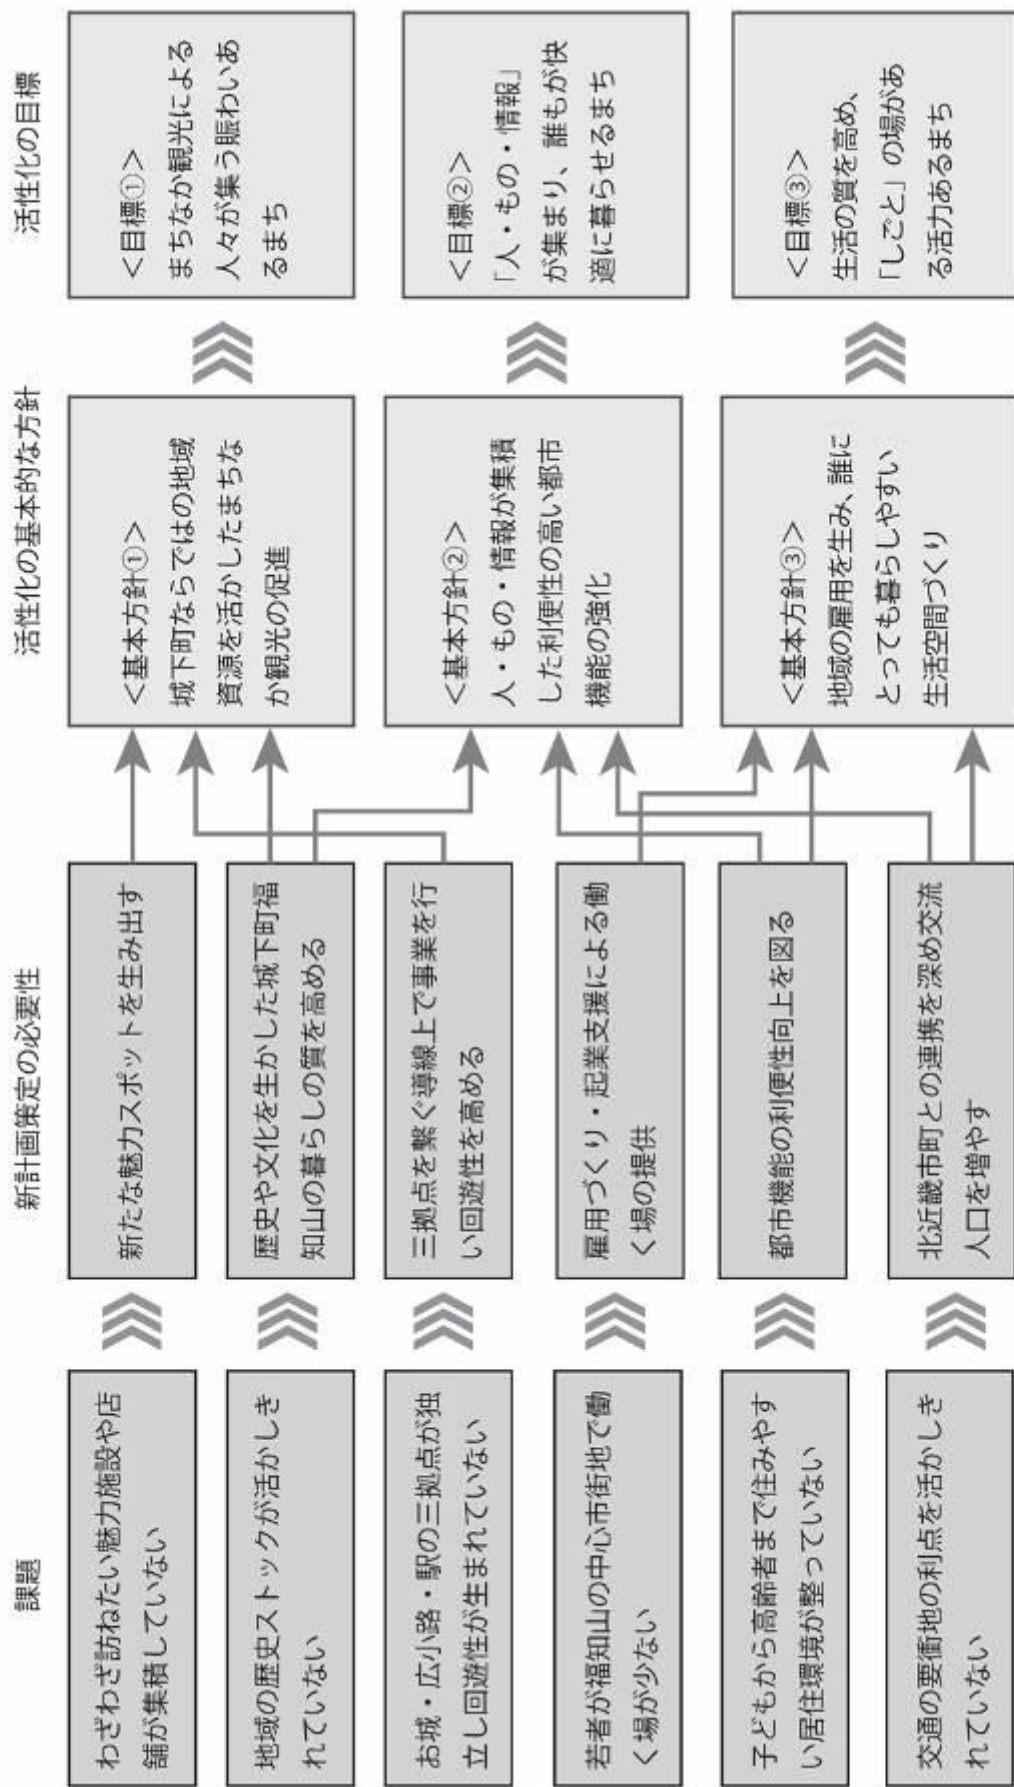 課題
新計画策定の必要性
活性化の基本的な方針
活性化の目標
わざわざ訪ねたい魅力施設や店
舗が集積していない
地域の歴史ストックが活かしき
れていない
お城・広小路・駅の三拠点が独
立し回遊性が生まれていない
若者が福知山の中心市街地で働
く場が少ない
子どもから高齢者まで住みやす
い居住環境が整っていない
交通の要衝地の利点を活かしき
れていない
新たな魅力スポットを生み出す
歴史や文化を生かした城下町福
知山の暮らしの質を高める
三拠点を繋ぐ導線上で事業を行
い回遊性を高める
雇用づくり・起業支援による働
く場の提供
都市機能の利便性向上を図る
北近畿市町との連携を深め交流
人口を増やす
＜基本方針①＞
城下町ならではの地域
資源を活かしたまちな
か観光の促進
＜基本方針②＞
人・もの・情報が集積
した利便性の高い都市
機能の強化
＜基本方針③＞
地域の雇用を生み、誰に
とっても暮らしやすい
生活空間づくり
＜目標①＞
まちなか観光による
人々が集う賑わいあ
るまち
＜目標②＞
「人・もの・情報」
が集まり、誰もが快
適に暮らせるまち
＜目標③＞
生活の質を高め、
「しごと」の場があ
る活力あるまち